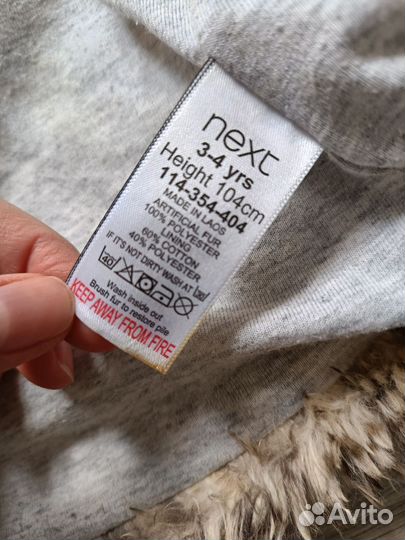 next
3-4 yrs
Height 104cm
114-354-404
MADE IN LAOS
ARTIFICIAL FUR
100% POLYESTER
LINING
60% COTTON
40% POLYESTER
IF IT'S NOT DIRTY WASH AT 30
40
Wash inside out
Brush fur to restore pile
KEEP AWAY FROM FIRE
Avito